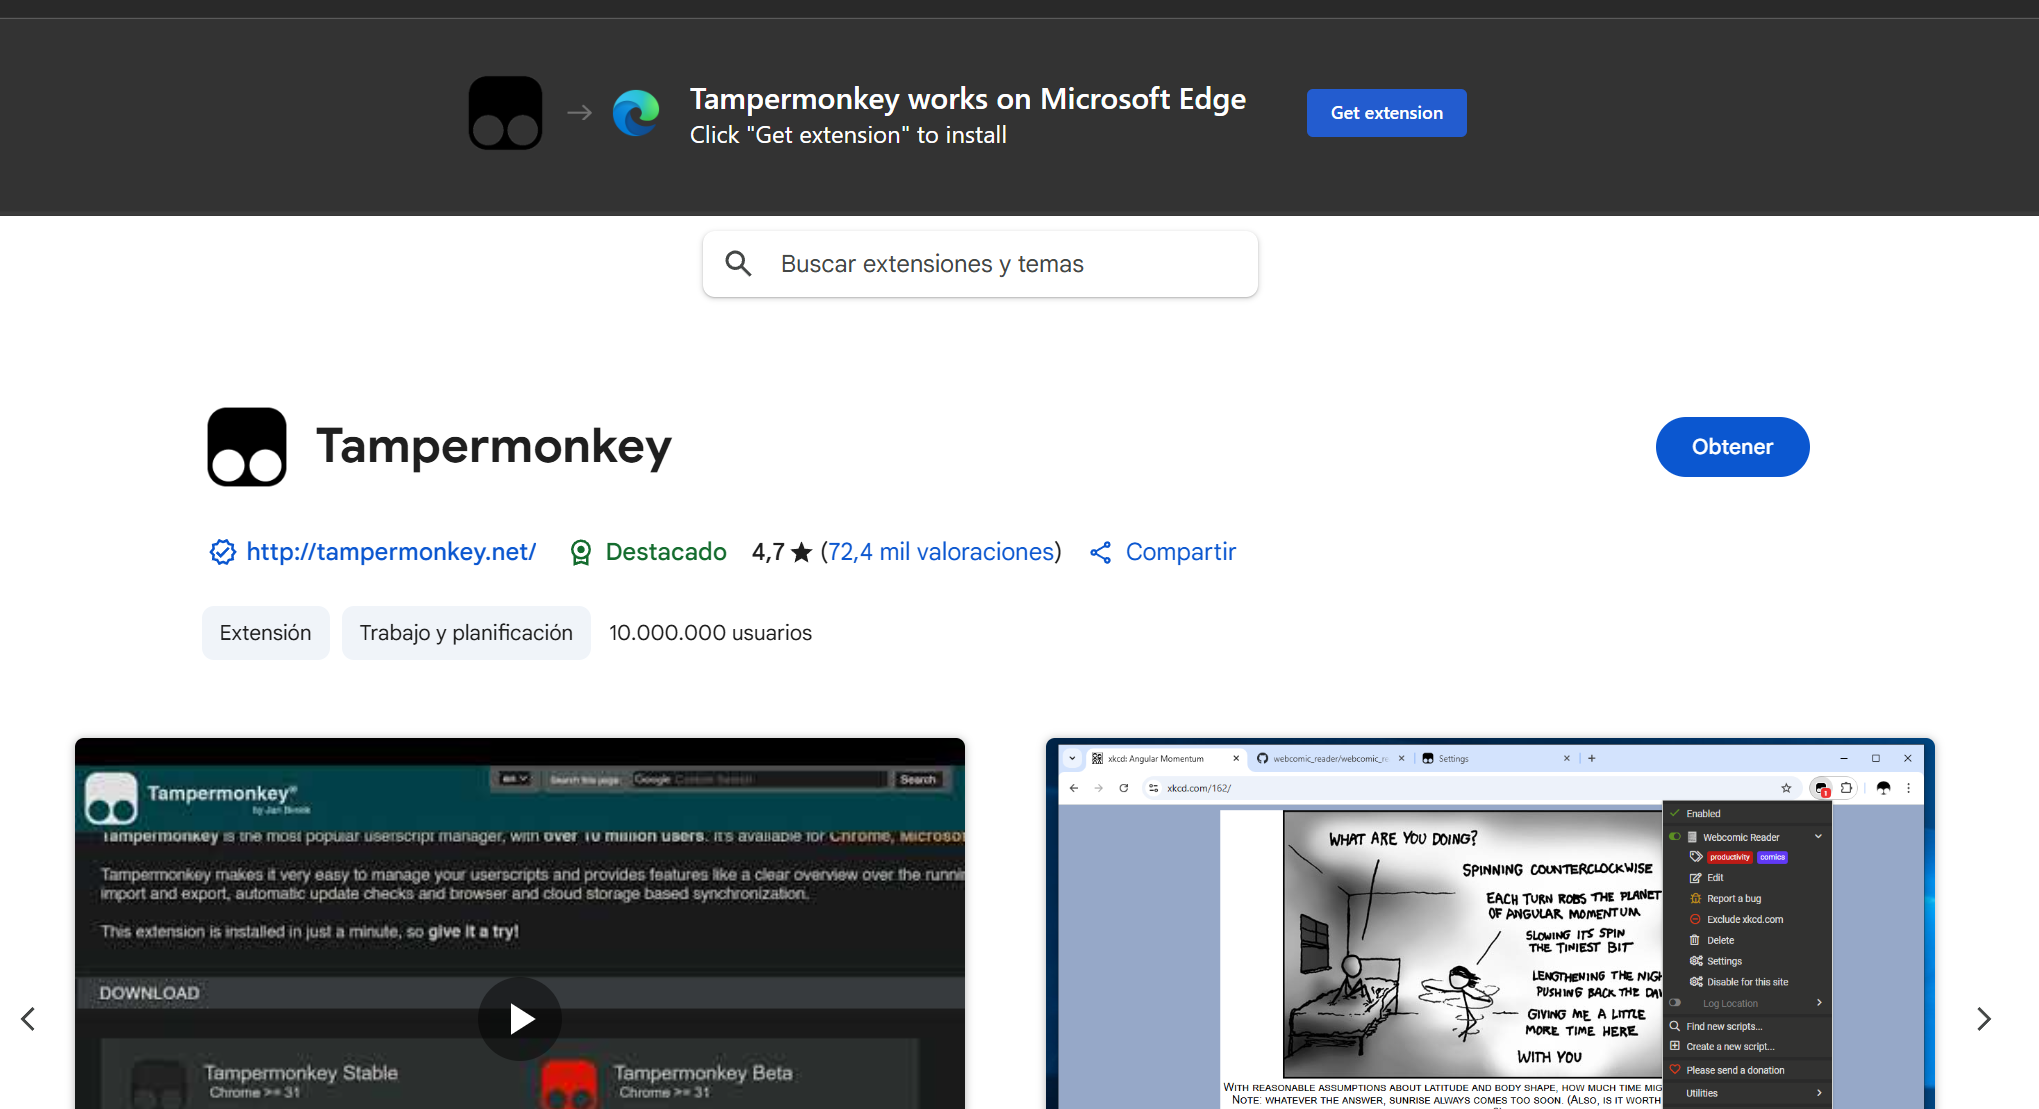 Tampermonkey works on Microsoft Edge
Click "Get extension" to install
Get extension
Buscar extensiones y temas
Tampermonkey
Obtener
http://tampermonkey.net/
Destacado
4,7 ★ (72,4 mil valoraciones)
Compartir
Extensión
Trabajo y planificación
10.000.000 usuarios
Tampermonkey®
by Jan Biniok
en
Search this page:
Google Custom Search
Search
Tampermonkey is the most popular userscript manager, with over 10 million users. It's available for Chrome, Microsof
Tampermonkey makes it very easy to manage your userscripts and provides features like a clear overview over the runnin
import and export, automatic update checks and browser and cloud storage based synchronization.
This extension is installed in just a minute, so give it a try!
DOWNLOAD
Tampermonkey Stable
Chrome >= 31
Tampermonkey Beta
Chrome >= 31
xkcd: Angular Momentum
webcomic_reader/webcomic_re
Settings
xkcd.com/162/
WHAT ARE YOU DOING?
SPINNING COUNTERCLOCKWISE
EACH TURN ROBS THE PLANET
OF ANGULAR MOMENTUM
SLOWING ITS SPIN
THE TINIEST BIT
LENGTHENING THE NIGH
PUSHING BACK THE DAW
GIVING ME A LITTLE
MORE TIME HERE
WITH YOU
WITH REASONABLE ASSUMPTIONS ABOUT LATITUDE AND BODY SHAPE, HOW MUCH TIME MIG
NOTE: WHATEVER THE ANSWER, SUNRISE ALWAYS COMES TOO SOON. (ALSO, IS IT WORTH
1
Enabled
Webcomic Reader
productivity
comics
Edit
Report a bug
Exclude xkcd.com
Delete
Settings
Disable for this site
Log Location
Find new scripts...
Create a new script...
Please send a donation
Utilities